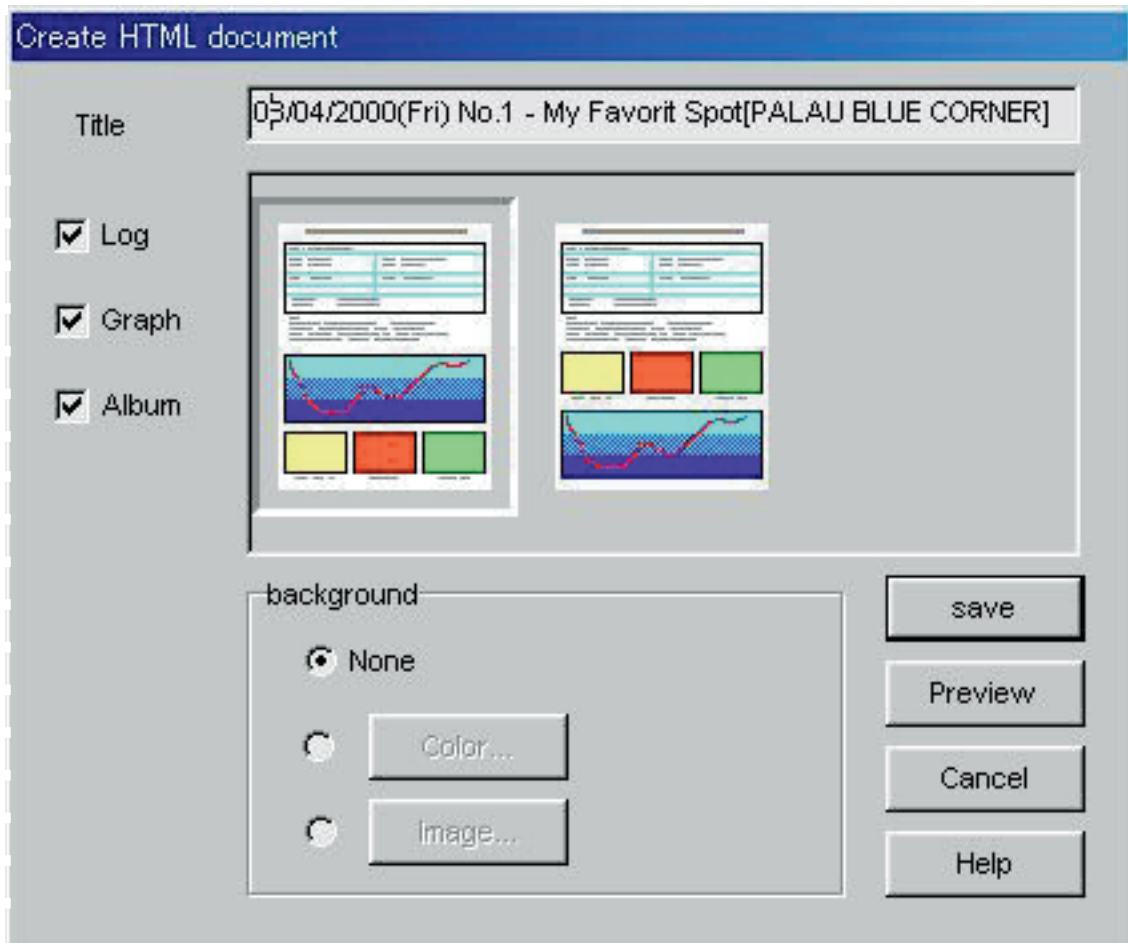 Create HTML document
Title
03/04/2000(Fri) No.1 - My Favorit Spot[PALAU BLUE CORNER]
Log
Graph
Album
background
None
Color...
Image...
save
Preview
Cancel
Help